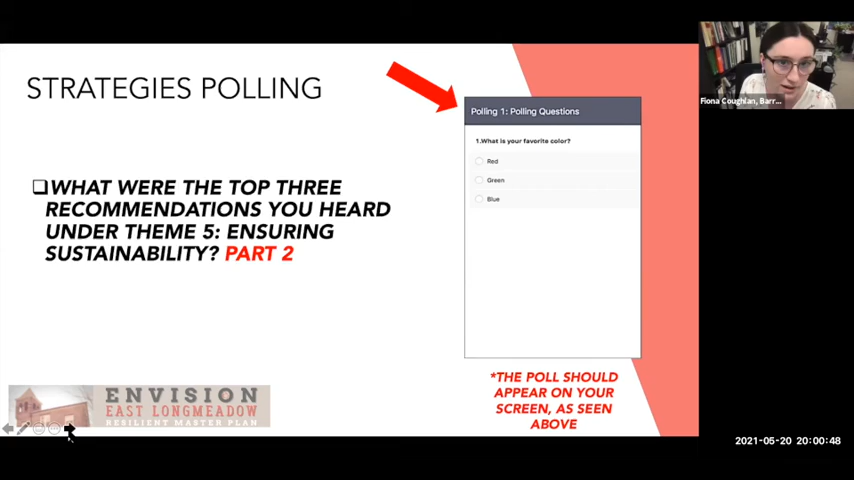 STRATEGIES POLLING
❑WHAT WERE THE TOP THREE
RECOMMENDATIONS YOU HEARD
UNDER THEME 5: ENSURING
SUSTAINABILITY? PART 2
Polling 1: Polling Questions
1.What is your favorite color?
Red
Green
Blue
*THE POLL SHOULD
APPEAR ON YOUR
SCREEN, AS SEEN
ABOVE
ENVISION
EAST LONGMEADOW
RESILIENT MASTER PLAN
Fiona Coughlan, Barr...
2021-05-20 20:00:48